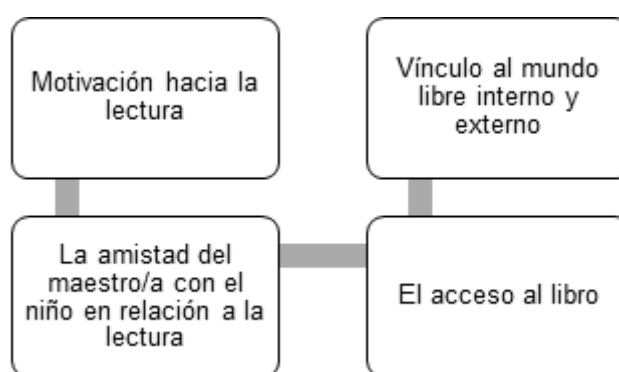 Motivación hacia la
lectura
La amistad del
maestro/a con el
niño en relación a la
lectura
El acceso al libro
Vínculo al mundo
libre interno y
externo